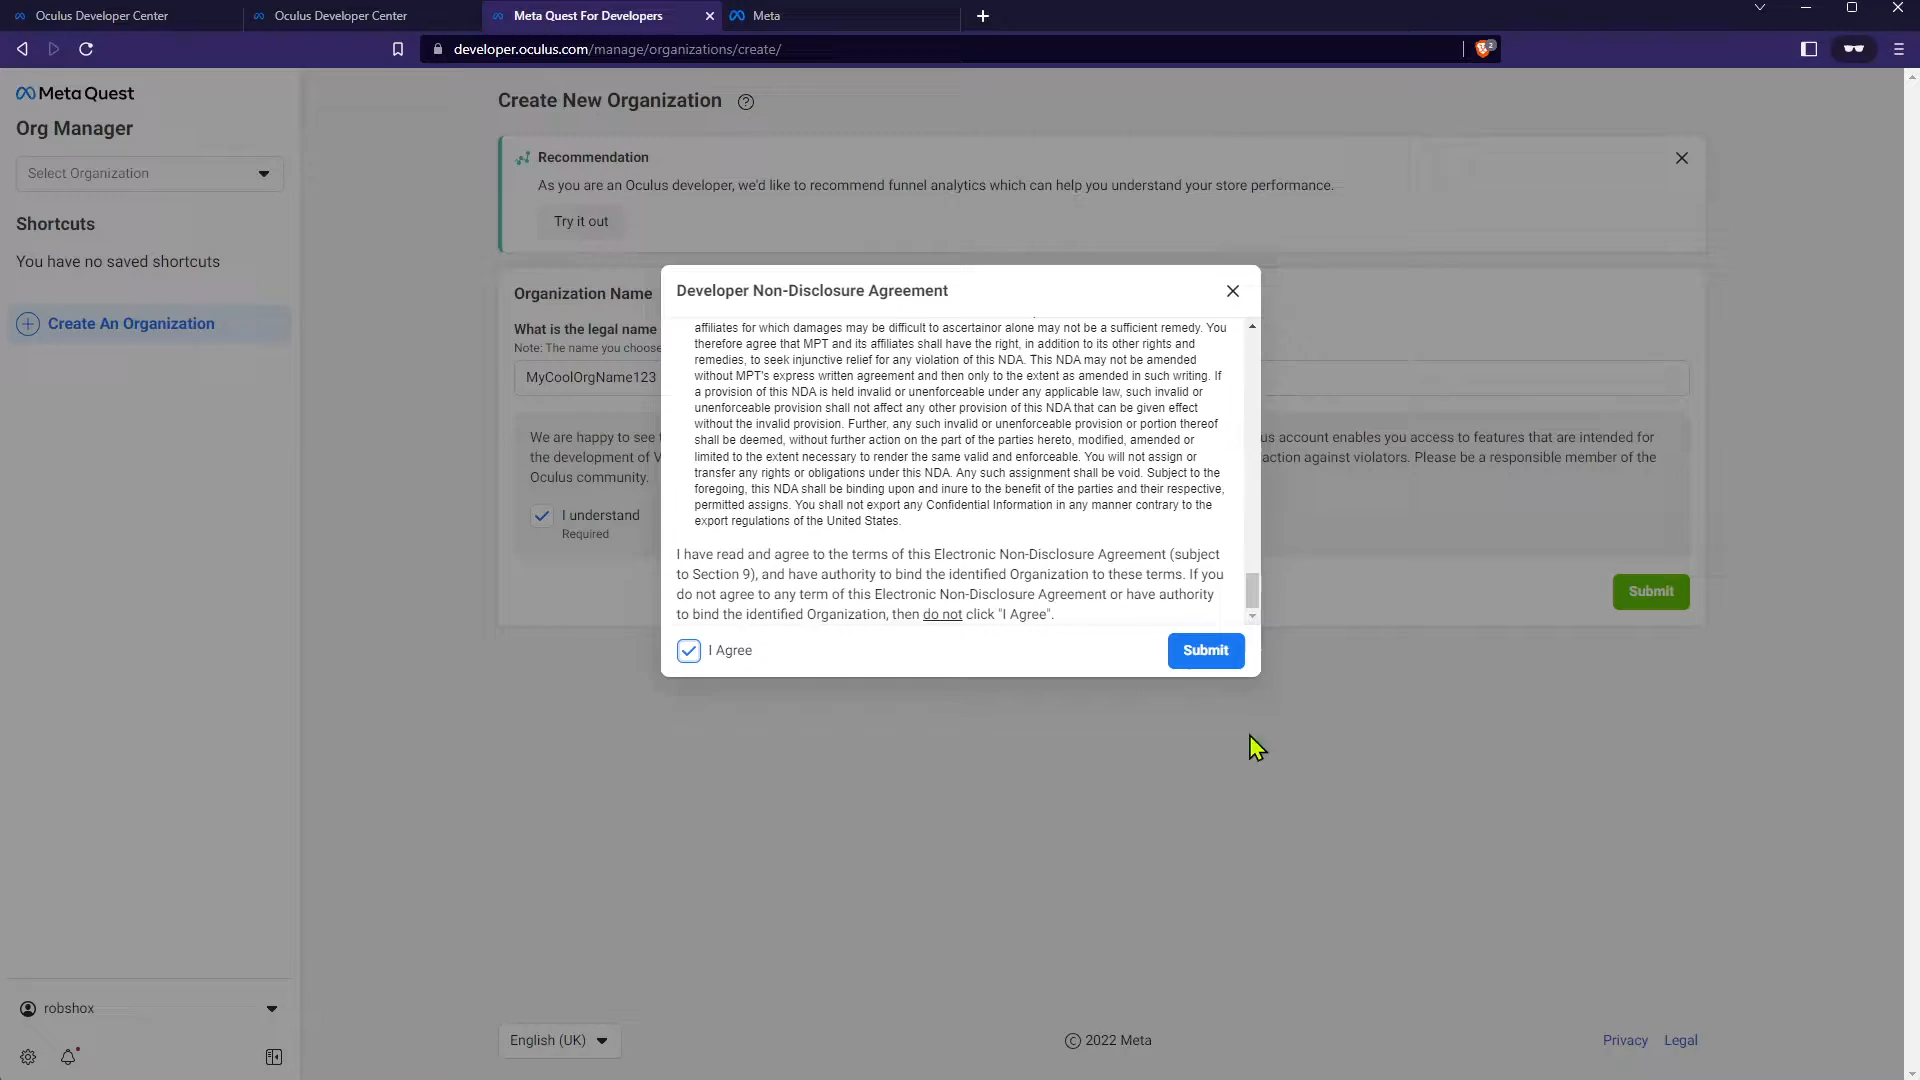 Oculus Developer Center
Oculus Developer Center
Meta Quest For Developers
Meta
developer.oculus.com/manage/organizations/create/
2
Meta Quest
Org Manager
Select Organization
Shortcuts
You have no saved shortcuts
Create An Organization
Create New Organization
Recommendation
As you are an Oculus developer, we'd like to recommend funnel analytics which can help you understand your store performance.
Try it out
Organization Name
What is the legal name
Note: The name you choose
MyCoolOrgName123
We are happy to see
us account enables you access to features that are intended for
the development of V
action against violators. Please be a responsible member of the
Oculus community.
I understand
Required
Submit
Developer Non-Disclosure Agreement
affiliates for which damages may be difficult to ascertainor alone may not be a sufficient remedy. You
therefore agree that MPT and its affiliates shall have the right, in addition to its other rights and
remedies, to seek injunctive relief for any violation of this NDA. This NDA may not be amended
without MPT's express written agreement and then only to the extent as amended in such writing. If
a provision of this NDA is held invalid or unenforceable under any applicable law, such invalid or
unenforceable provision shall not affect any other provision of this NDA that can be given effect
without the invalid provision. Further, any such invalid or unenforceable provision or portion thereof
shall be deemed, without further action on the part of the parties hereto, modified, amended or
limited to the extent necessary to render the same valid and enforceable. You will not assign or
transfer any rights or obligations under this NDA. Any such assignment shall be void. Subject to the
foregoing, this NDA shall be binding upon and inure to the benefit of the parties and their respective,
permitted assigns. You shall not export any Confidential Information in any manner contrary to the
export regulations of the United States.
I have read and agree to the terms of this Electronic Non-Disclosure Agreement (subject
to Section 9), and have authority to bind the identified Organization to these terms. If you
do not agree to any term of this Electronic Non-Disclosure Agreement or have authority
to bind the identified Organization, then do not click "I Agree".
I Agree
Submit
robshox
English (UK)
© 2022 Meta
Privacy
Legal